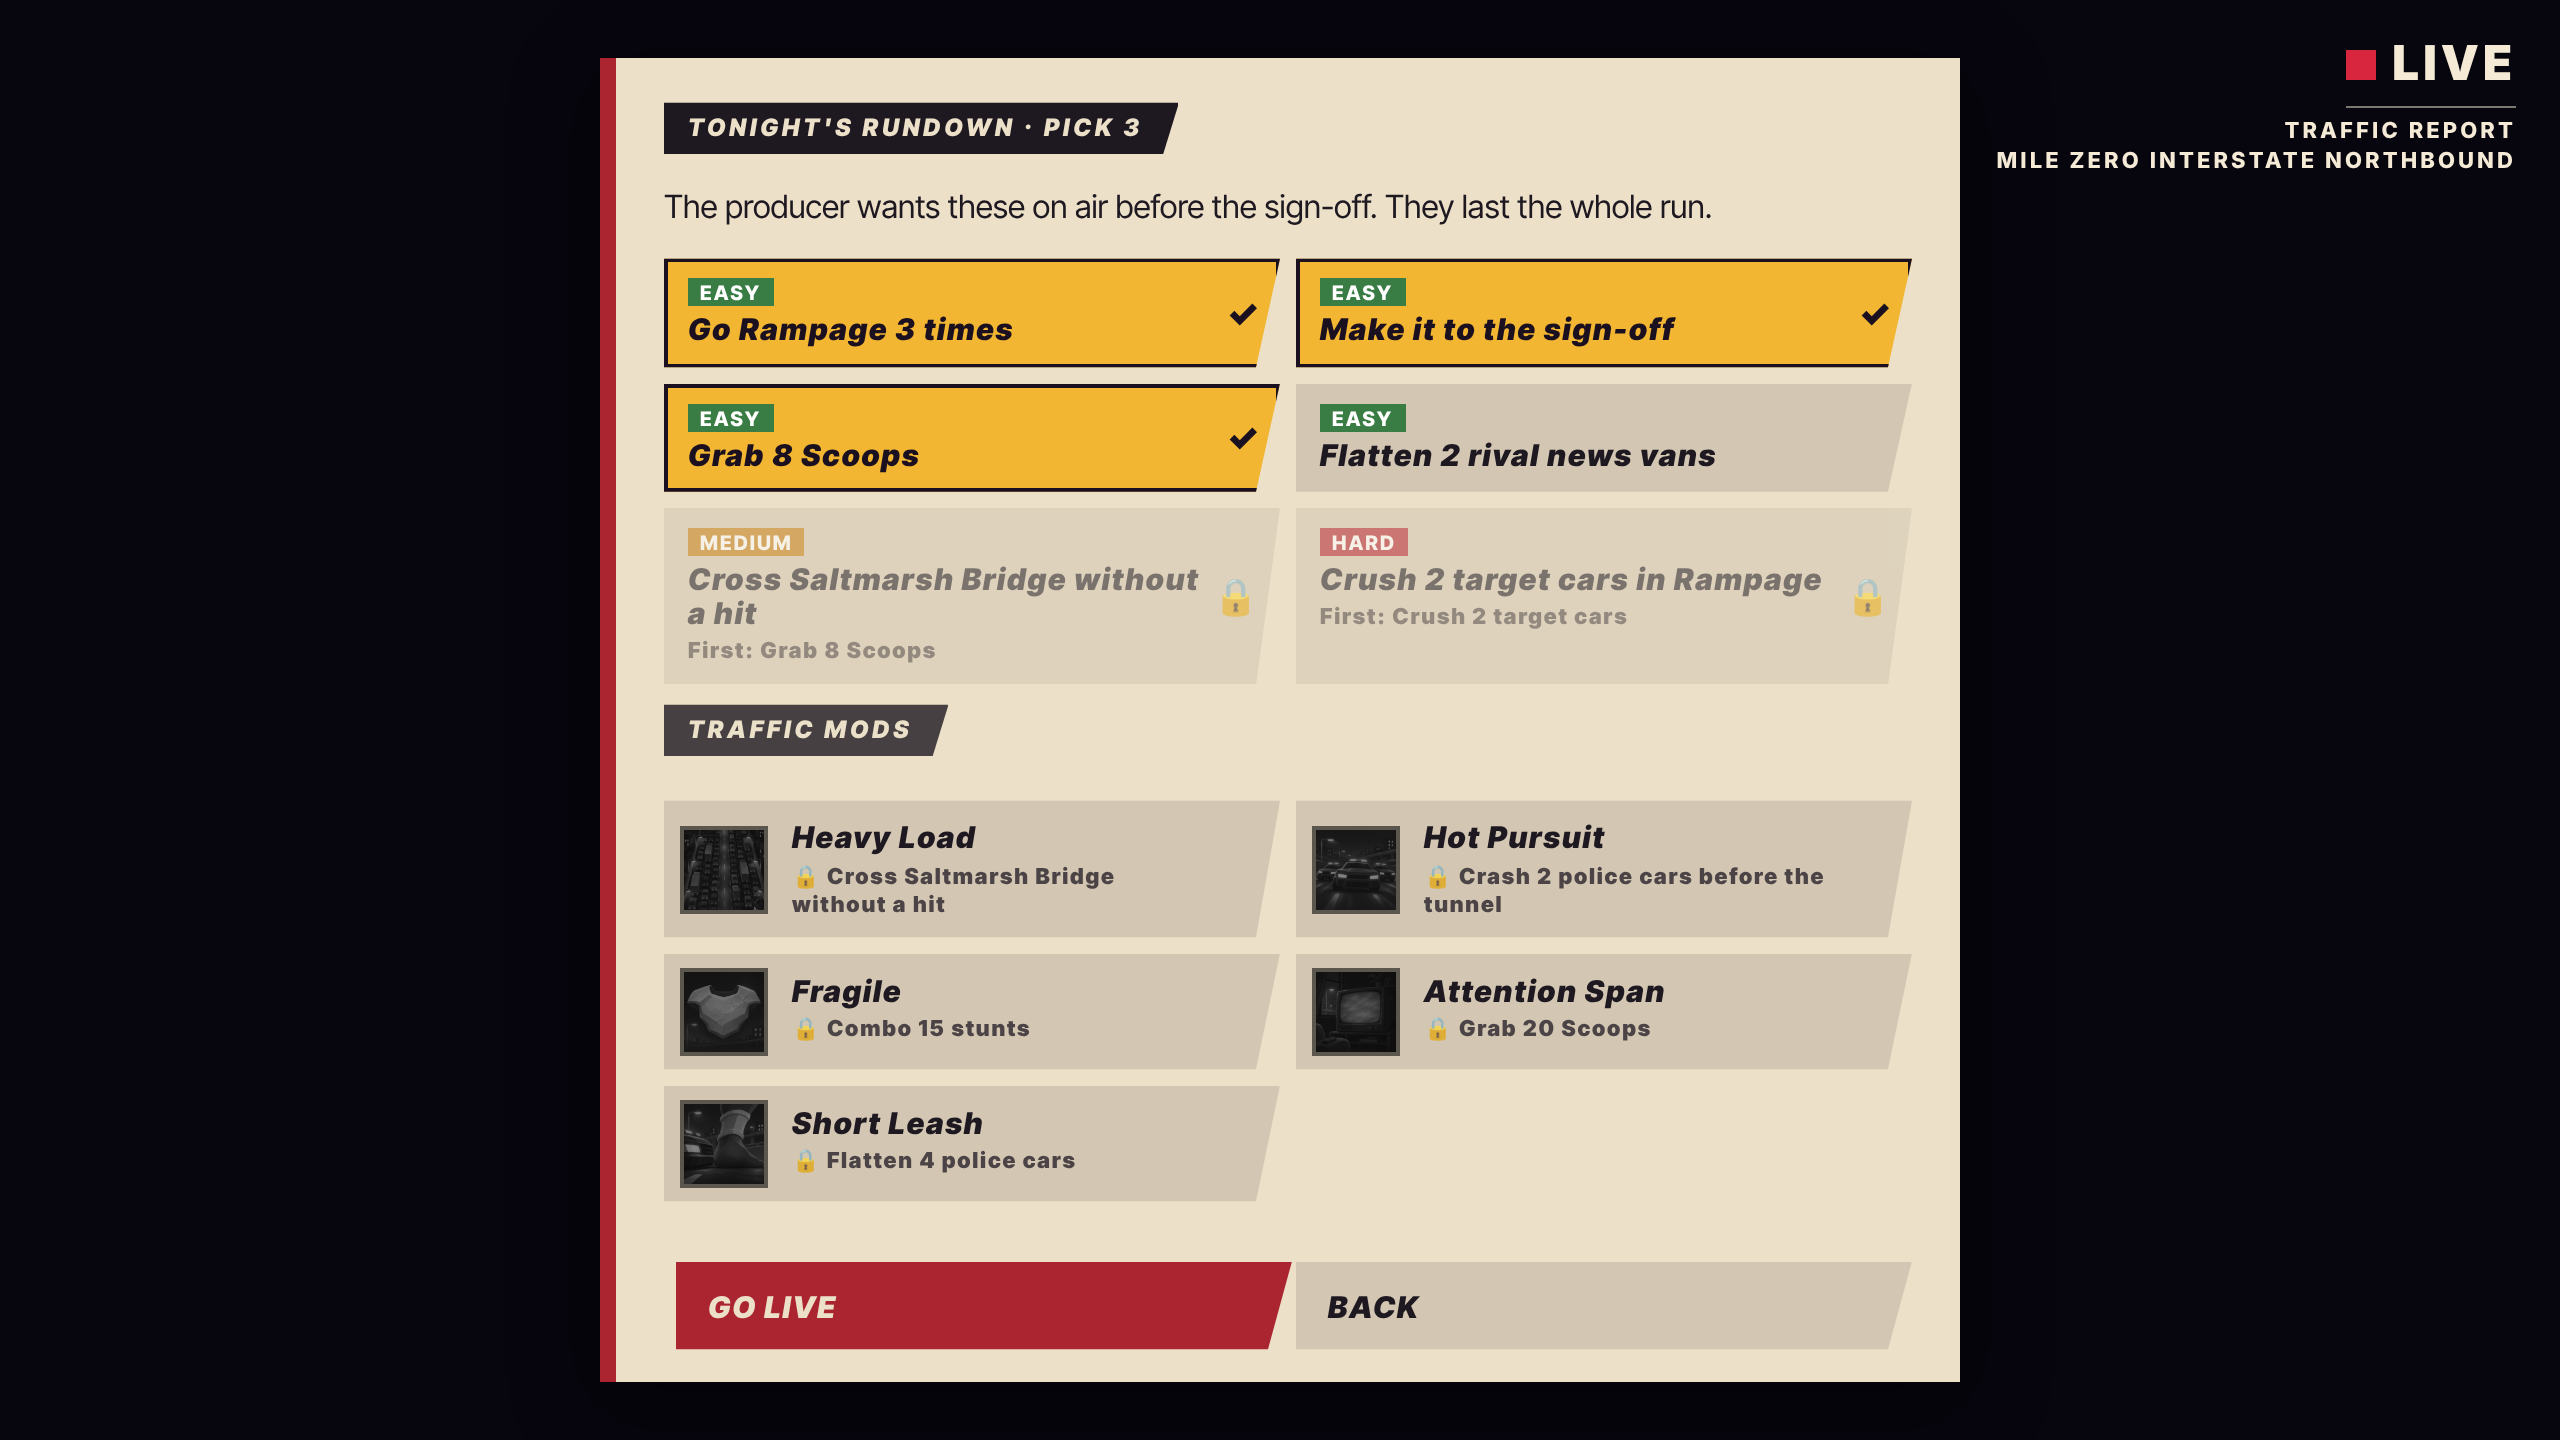 LIVE
TRAFFIC REPORT
MILE ZERO INTERSTATE NORTHBOUND
TONIGHT'S RUNDOWN · PICK 3
The producer wants these on air before the sign-off. They last the whole run.
EASY
Go Rampage 3 times
EASY
Make it to the sign-off
EASY
Grab 8 Scoops
EASY
Flatten 2 rival news vans
MEDIUM
Cross Saltmarsh Bridge without
a hit
First: Grab 8 Scoops
HARD
Crush 2 target cars in Rampage
First: Crush 2 target cars
TRAFFIC MODS
Heavy Load
Cross Saltmarsh Bridge
without a hit
Hot Pursuit
Crash 2 police cars before the
tunnel
Fragile
Combo 15 stunts
Attention Span
Grab 20 Scoops
Short Leash
Flatten 4 police cars
GO LIVE
BACK